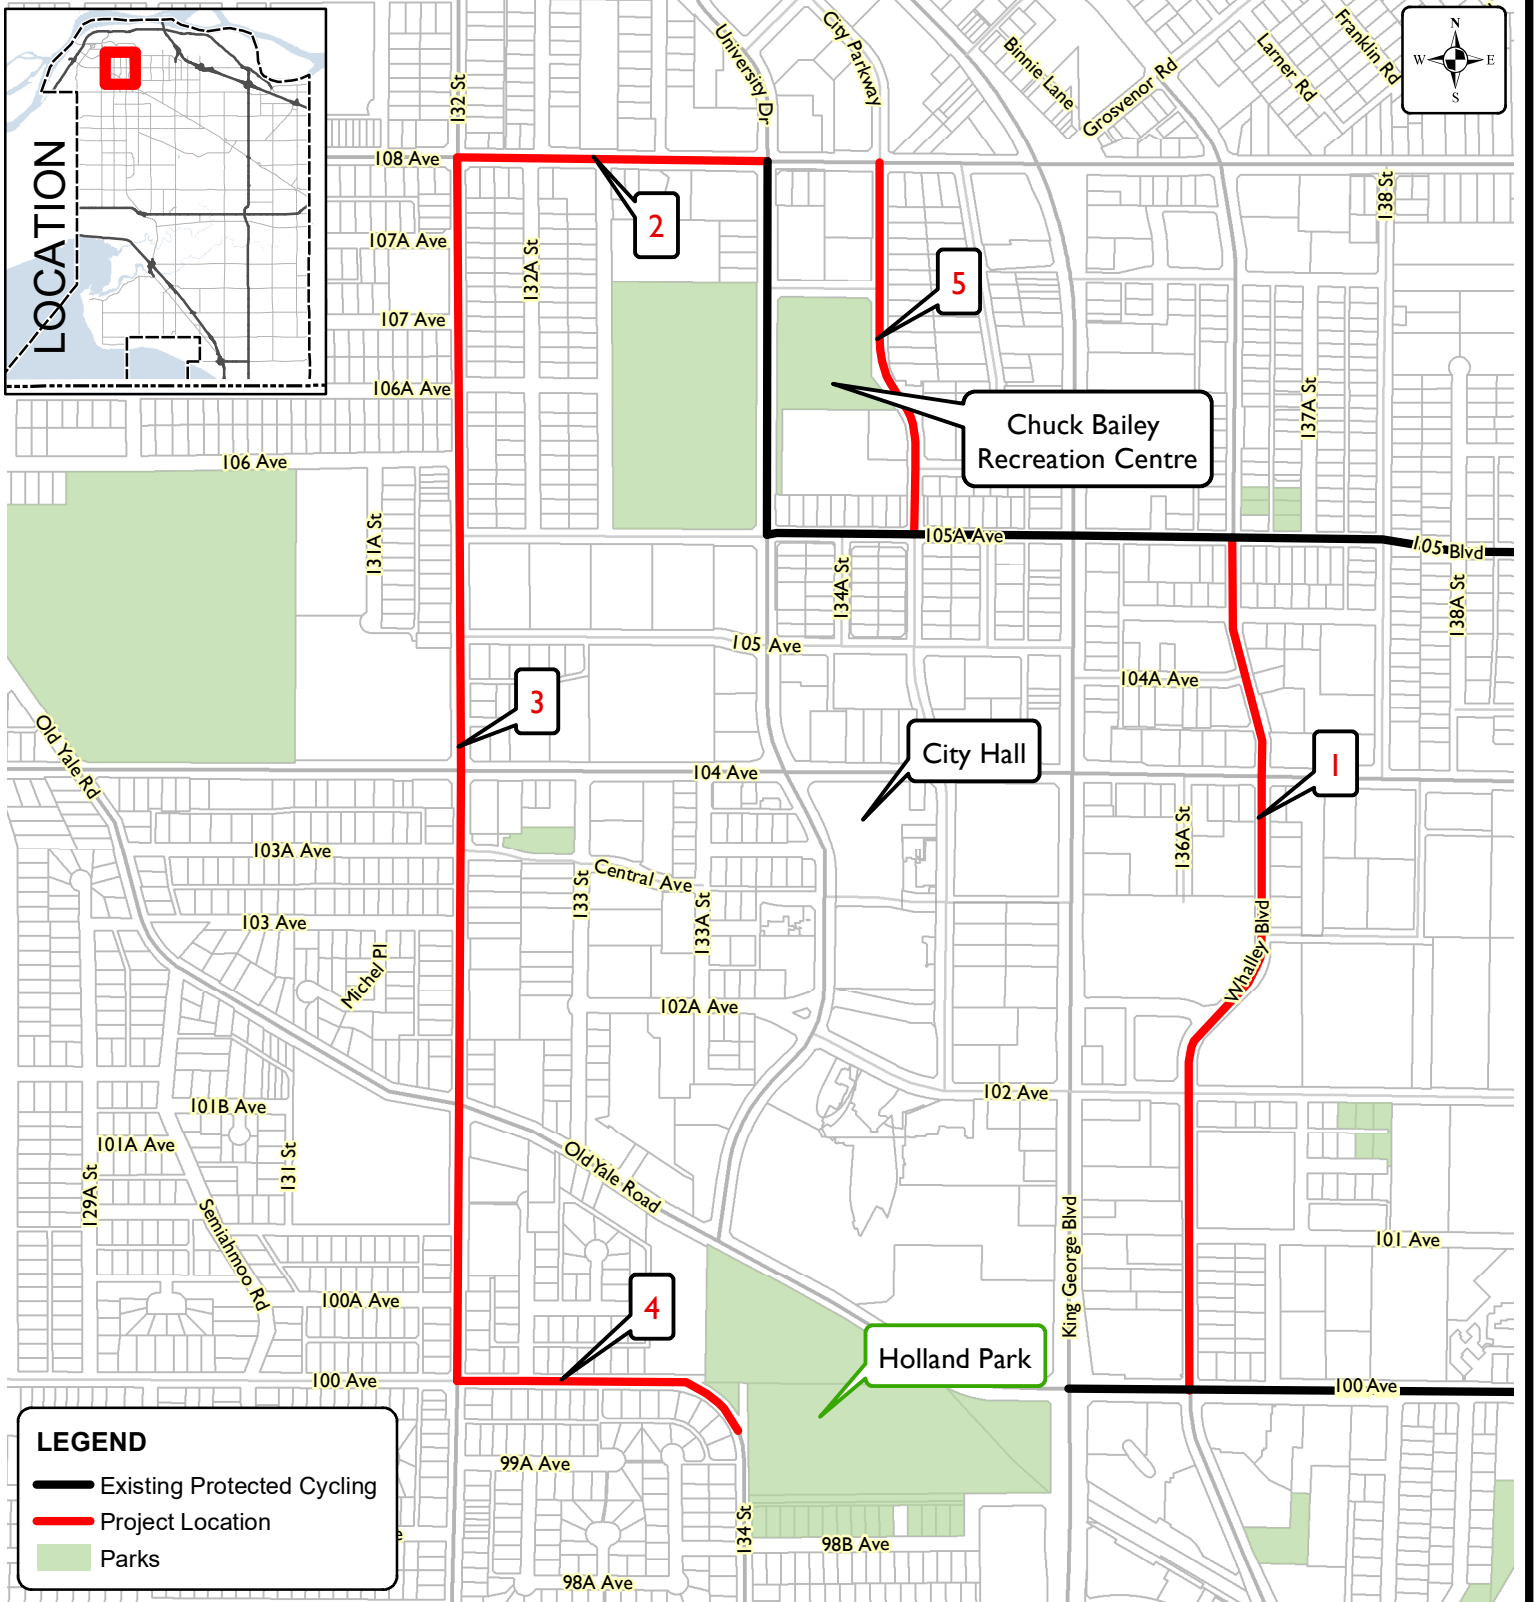 LOCATION
N
W E
S
132 St
University Dr
City Parkway
Binnie Lane
Grosvenor Rd
Larner Rd
Franklin Rd
108 Ave
2
138 St
107A Ave
132A St
5
107 Ave
106A Ave
137A St
Chuck Bailey
Recreation Centre
106 Ave
131A St
105A Ave
105 Blvd
134A St
138A St
105 Ave
104A Ave
3
City Hall
1
Old Yale Rd
104 Ave
136A St
103A Ave
Central Ave
133 St
133A St
103 Ave
Whalley Blvd
Michel Pl
102A Ave
102 Ave
101B Ave
101A Ave
131 St
129A St
Old Yale Road
Semiahmoo Rd
King George Blvd
101 Ave
100A Ave
4
Holland Park
100 Ave
100 Ave
99A Ave
134 St
98B Ave
98A Ave
LEGEND
Existing Protected Cycling
Project Location
Parks